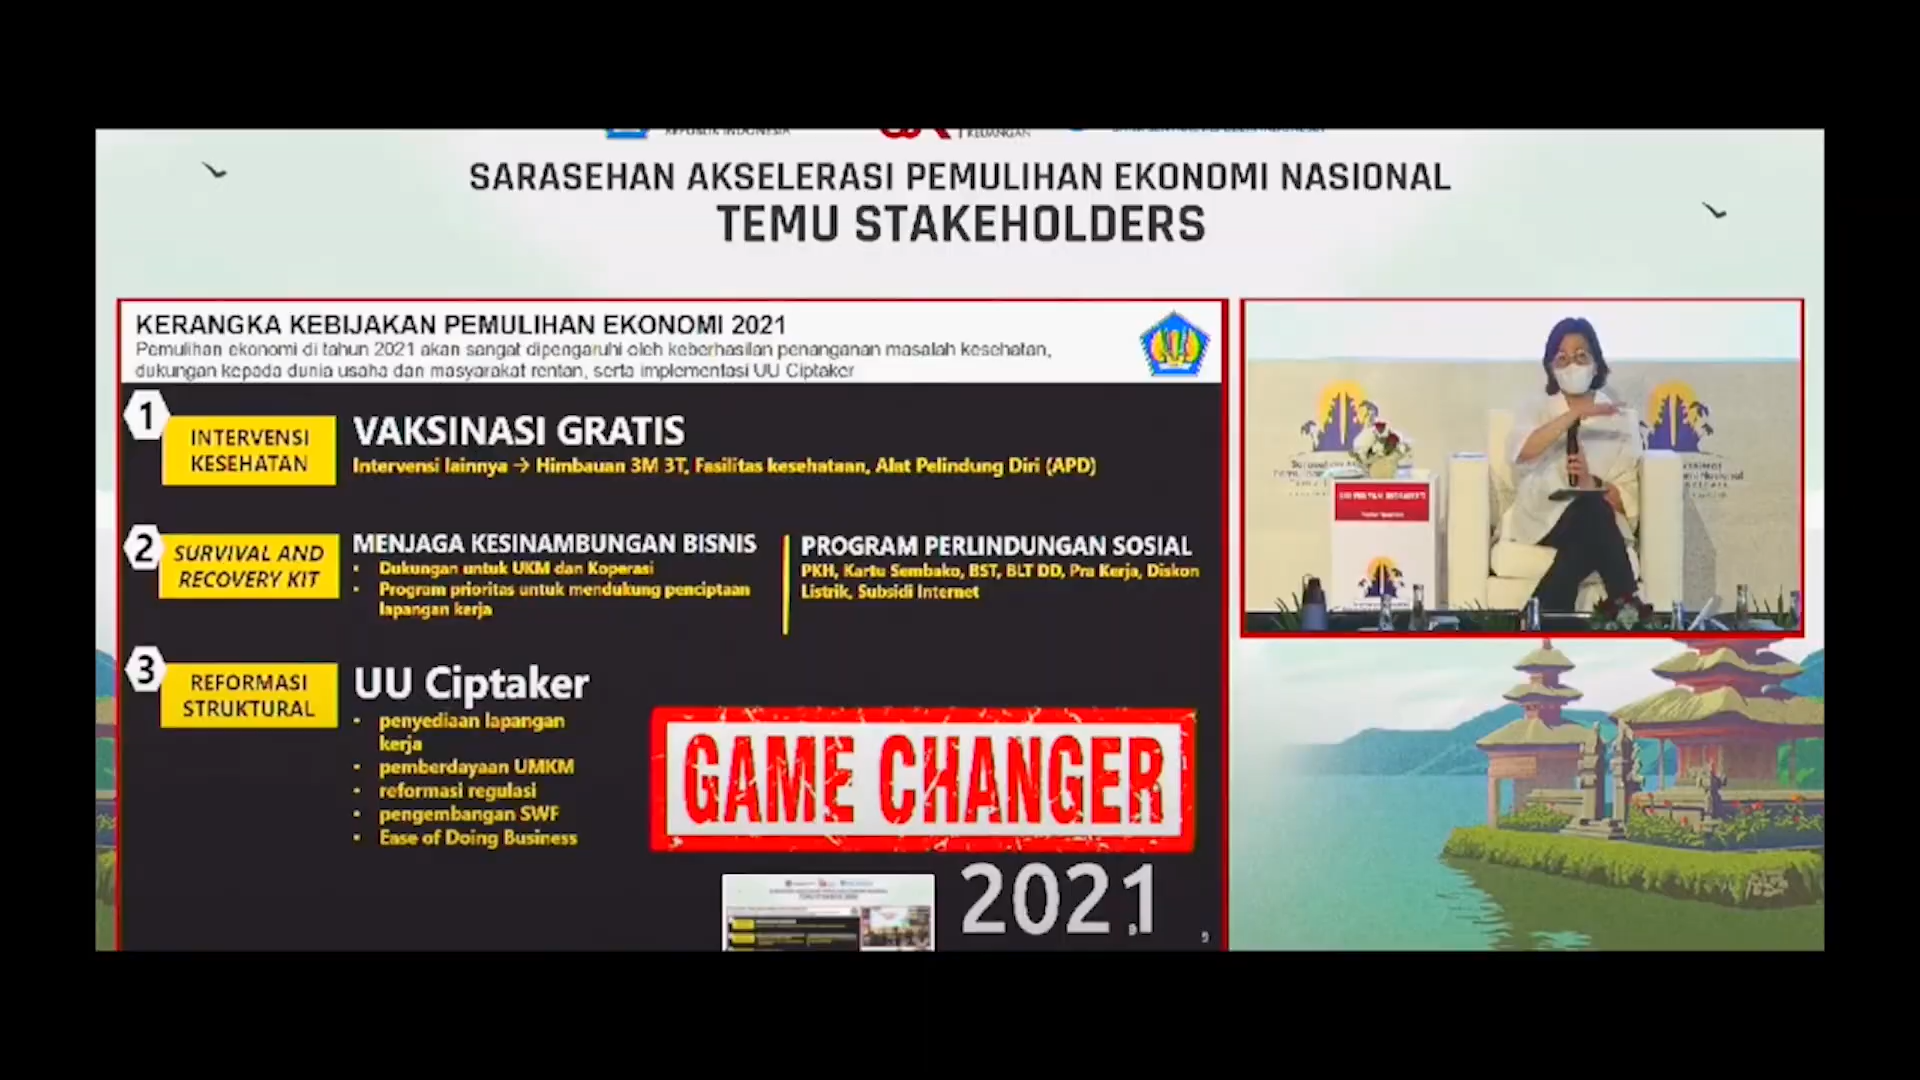 REPUBLIK INDONESIA
KEUANGAN
SARASEHAN AKSELERASI PEMULIHAN EKONOMI NASIONAL
TEMU STAKEHOLDERS
KERANGKA KEBIJAKAN PEMULIHAN EKONOMI 2021
Pemulihan ekonomi di tahun 2021 akan sangat dipengaruhi oleh keberhasilan penanganan masalah kesehatan,
dukungan kepada dunia usaha dan masyarakat rentan, serta implementasi UU Ciptaker
1
INTERVENSI
KESEHATAN
VAKSINASI GRATIS
Intervensi lainnya → Himbauan 3M 3T, Fasilitas kesehataan, Alat Pelindung Diri (APD)
2
SURVIVAL AND
RECOVERY KIT
MENJAGA KESINAMBUNGAN BISNIS
• Dukungan untuk UKM dan Koperasi
• Program prioritas untuk mendukung penciptaan
lapangan kerja
PROGRAM PERLINDUNGAN SOSIAL
PKH, Kartu Sembako, BST, BLT DD, Pra Kerja, Diskon
Listrik, Subsidi Internet
3
REFORMASI
STRUKTURAL
UU Ciptaker
• penyediaan lapangan
kerja
• pemberdayaan UMKM
• reformasi regulasi
• pengembangan SWF
• Ease of Doing Business
GAME CHANGER
2021